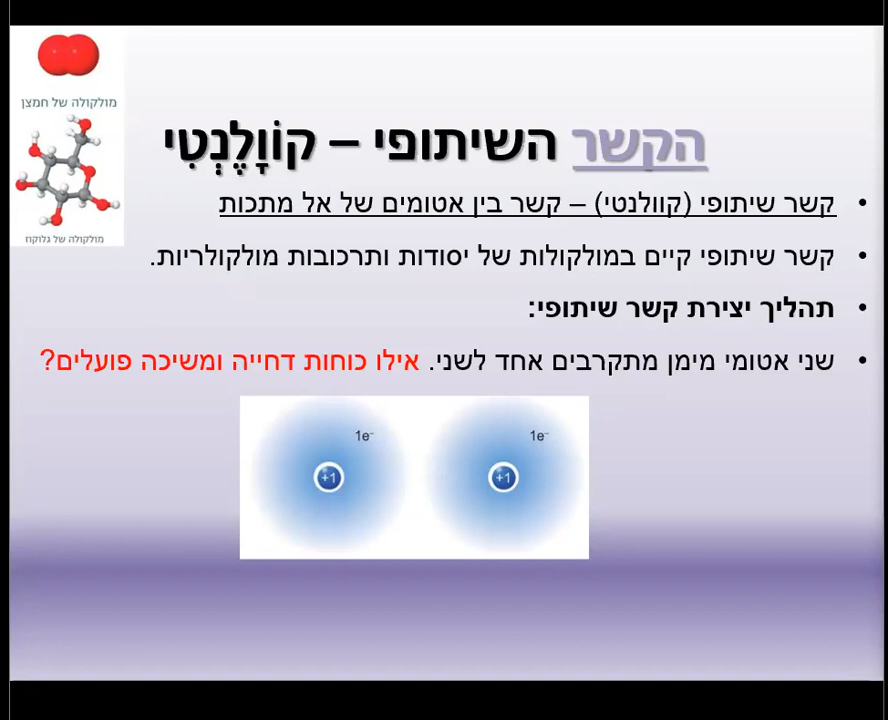 מולקולה של חמצן
מולקולה של גלוקוז
הקשר השיתופי – קוֹוָלֶנְטִי
• קשר שיתופי (קוולנטי) – קשר בין אטומים של אל מתכות
• קשר שיתופי קיים במולקולות של יסודות ותרכובות מולקולריות.
• תהליך יצירת קשר שיתופי:
• שני אטומי מימן מתקרבים אחד לשני. אילו כוחות דחייה ומשיכה פועלים?
1e⁻ 1e⁻
+1 +1